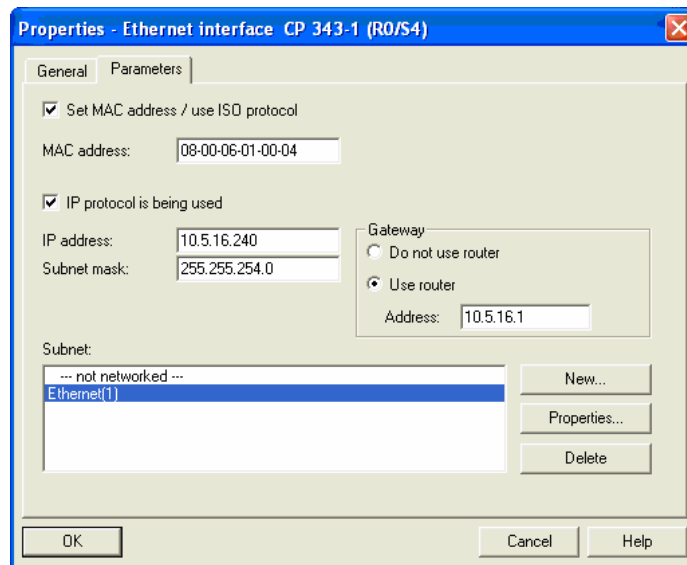 Properties - Ethernet interface CP 343-1 (R0/S4)
General Parameters
Set MAC address / use ISO protocol
MAC address: 08-00-06-01-00-04
IP protocol is being used
IP address: 10.5.16.240
Subnet mask: 255.255.254.0
Gateway
Do not use router
Use router
Address: 10.5.16.1
Subnet:
--- not networked ---
Ethernet(1)
New...
Properties...
Delete
OK Cancel Help